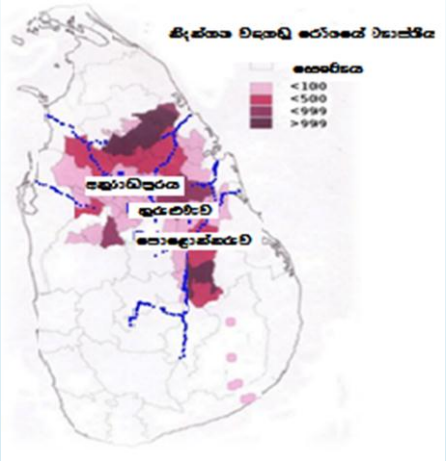 නිදන්ගත වකුගඩු රෝගයේ ව්‍යාප්තිය
<100
<500
<999
>999
අනුරාධපුරය
හුරුළුවැව
පොළොන්නරුව